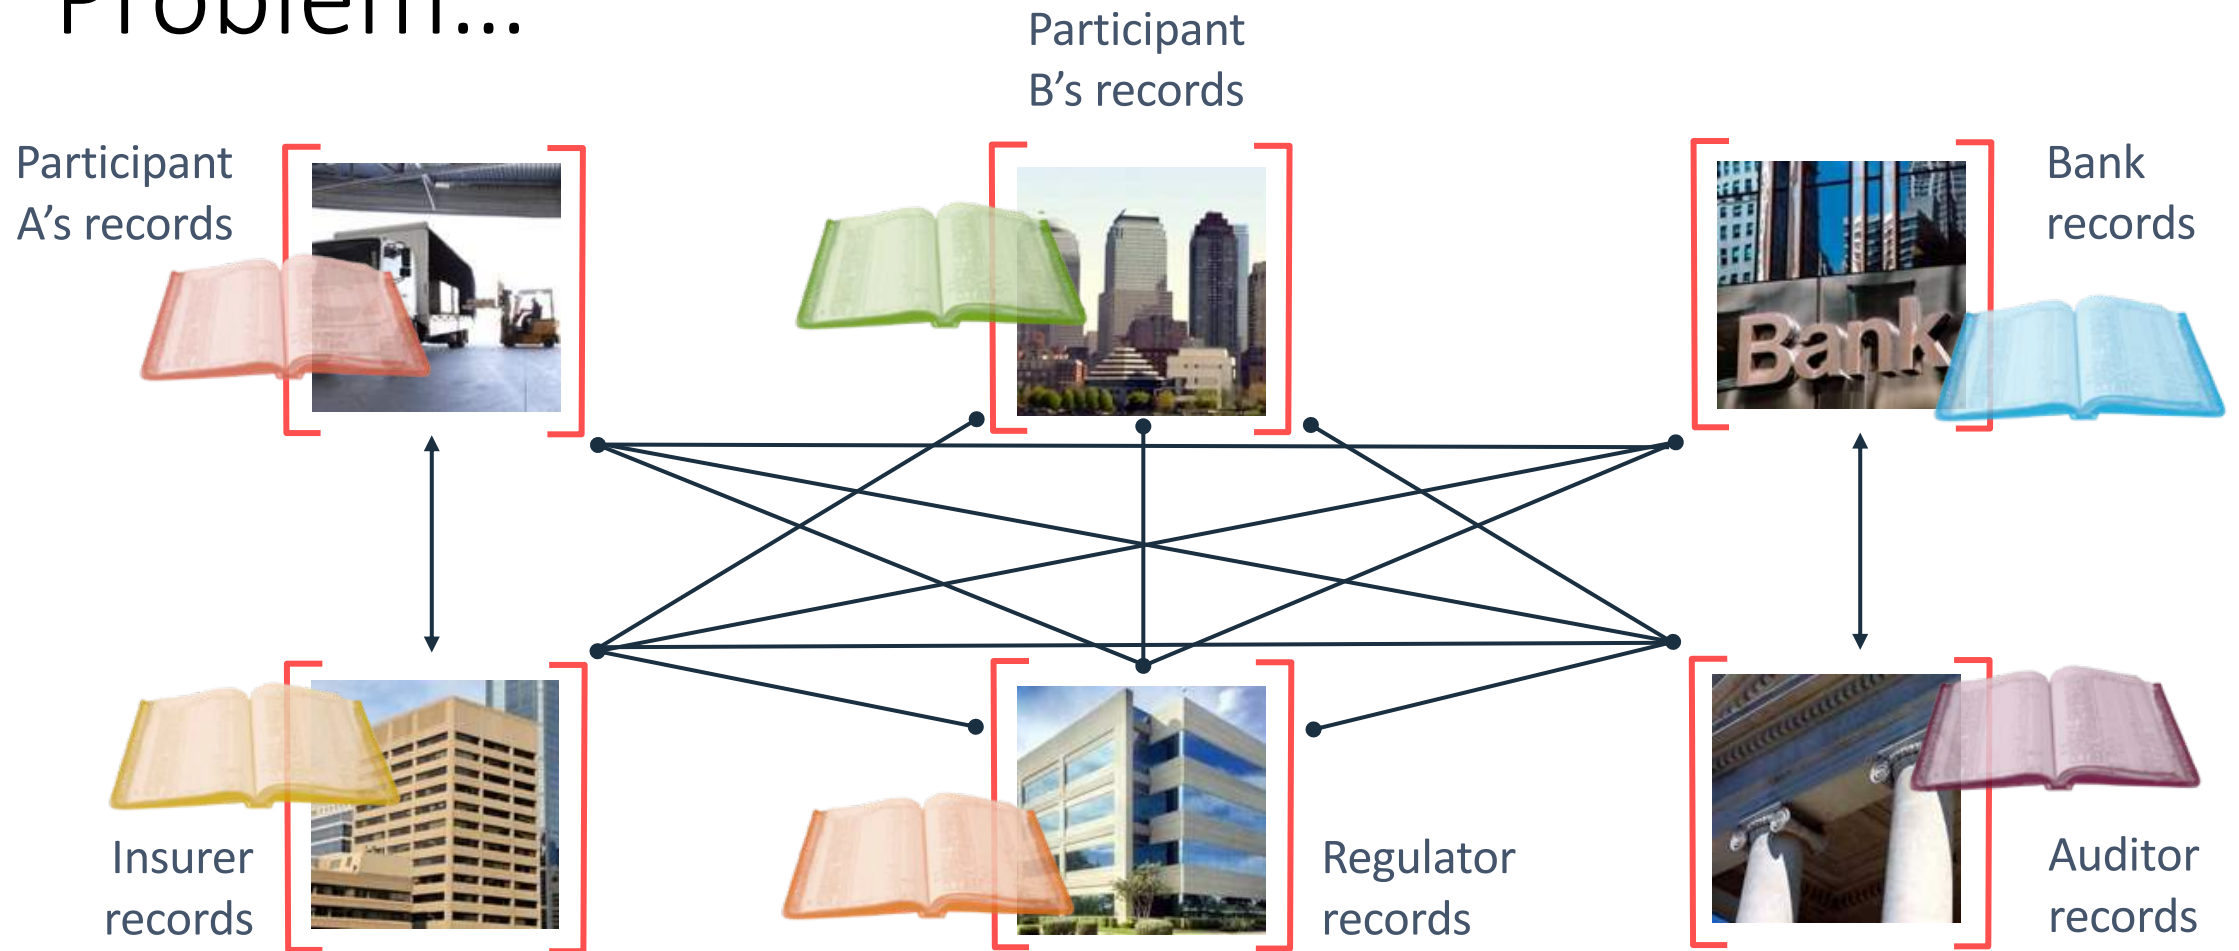 Problem...
Participant
B’s records
Participant
A’s records
Bank
records
Bank
Insurer
records
Regulator
records
Auditor
records